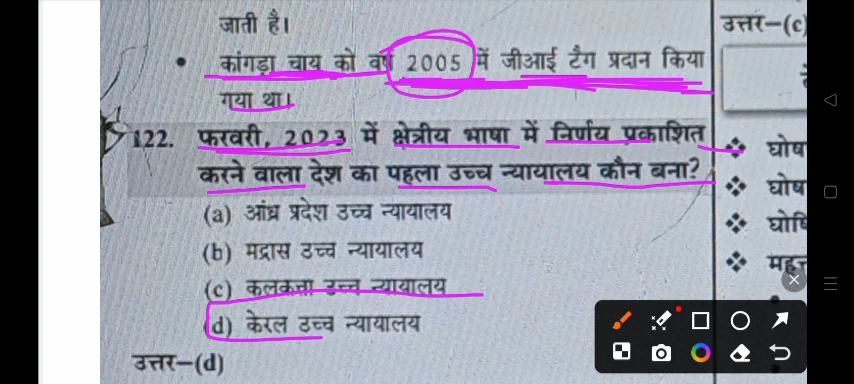 जाती है।
• कांगड़ा चाय को वर्ष 2005 में जीआई टैग प्रदान किया
गया था।
122. फरवरी, 2023 में क्षेत्रीय भाषा में निर्णय प्रकाशित
करने वाला देश का पहला उच्च न्यायालय कौन बना?
(a) आंध्र प्रदेश उच्च न्यायालय
(b) मद्रास उच्च न्यायालय
(c) कलकत्ता उच्च न्यायालय
(d) केरल उच्च न्यायालय
उत्तर–(d)
उत्तर–(c)